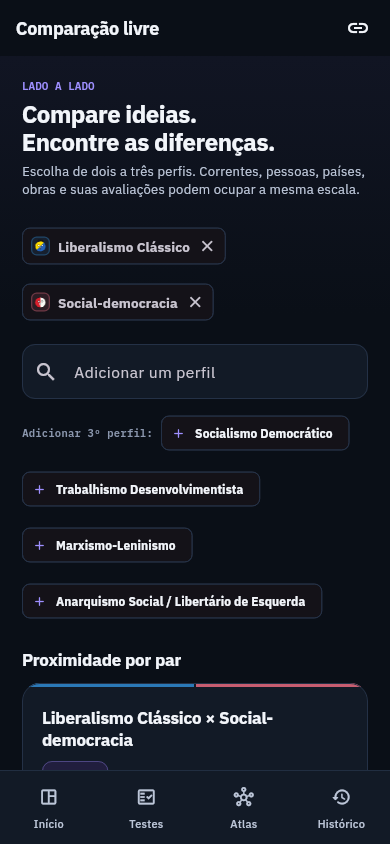 Comparação livre
LADO A LADO
Compare ideias.
Encontre as diferenças.
Escolha de dois a três perfis. Correntes, pessoas, países,
obras e suas avaliações podem ocupar a mesma escala.
Liberalismo Clássico
Social-democracia
Adicionar um perfil
Adicionar 3º perfil:
Socialismo Democrático
Trabalhismo Desenvolvimentista
Marxismo-Leninismo
Anarquismo Social / Libertário de Esquerda
Proximidade por par
Liberalismo Clássico × Social-
democracia
Início
Testes
Atlas
Histórico